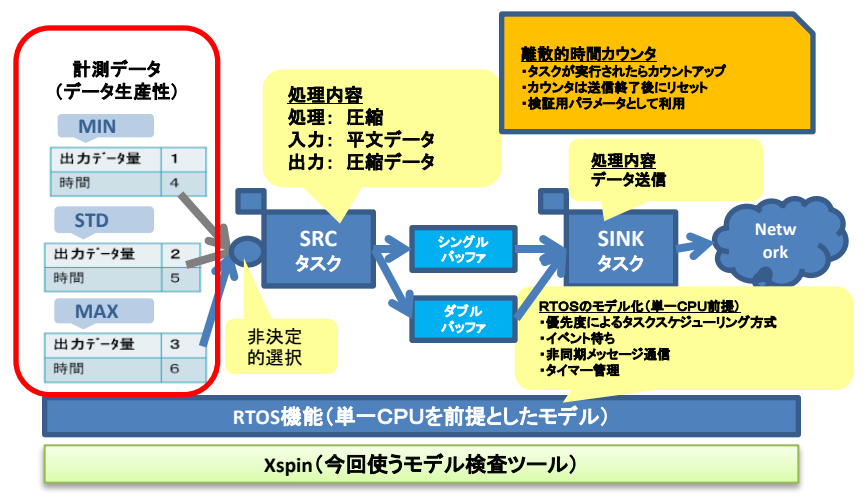 計測データ
（データ生産性）
MIN
出力データ量 1
時間 4
STD
出力データ量 2
時間 5
MAX
出力データ量 3
時間 6
処理内容
処理： 圧縮
入力： 平文データ
出力： 圧縮データ
離散的時間カウンタ
・タスクが実行されたらカウントアップ
・カウンタは送信終了後にリセット
・検証用パラメータとして利用
処理内容
データ送信
SRC
タスク
シングル
バッファ
ダブル
バッファ
SINK
タスク
Netw
ork
非決定
的選択
RTOSのモデル化（単一CPU前提）
・優先度によるタスクスケジューリング方式
・イベント待ち
・非同期メッセージ通信
・タイマー管理
RTOS機能（単一CPUを前提としたモデル）
Xspin（今回使うモデル検査ツール）